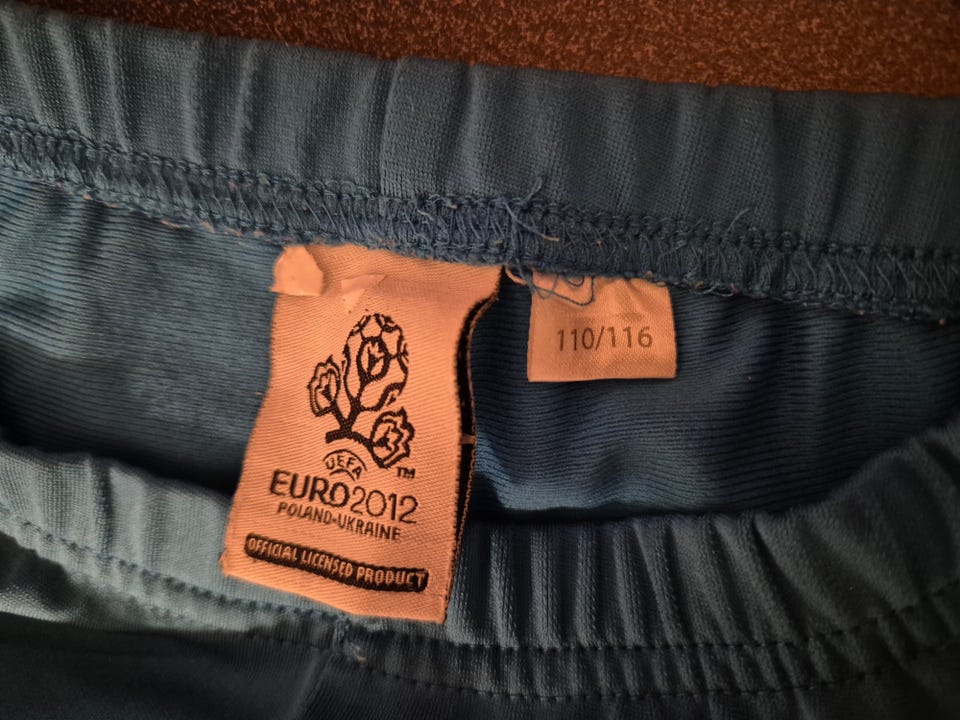 UEFA
™
EURO2012
POLAND-UKRAINE
OFFICIAL LICENSED PRODUCT
110/116